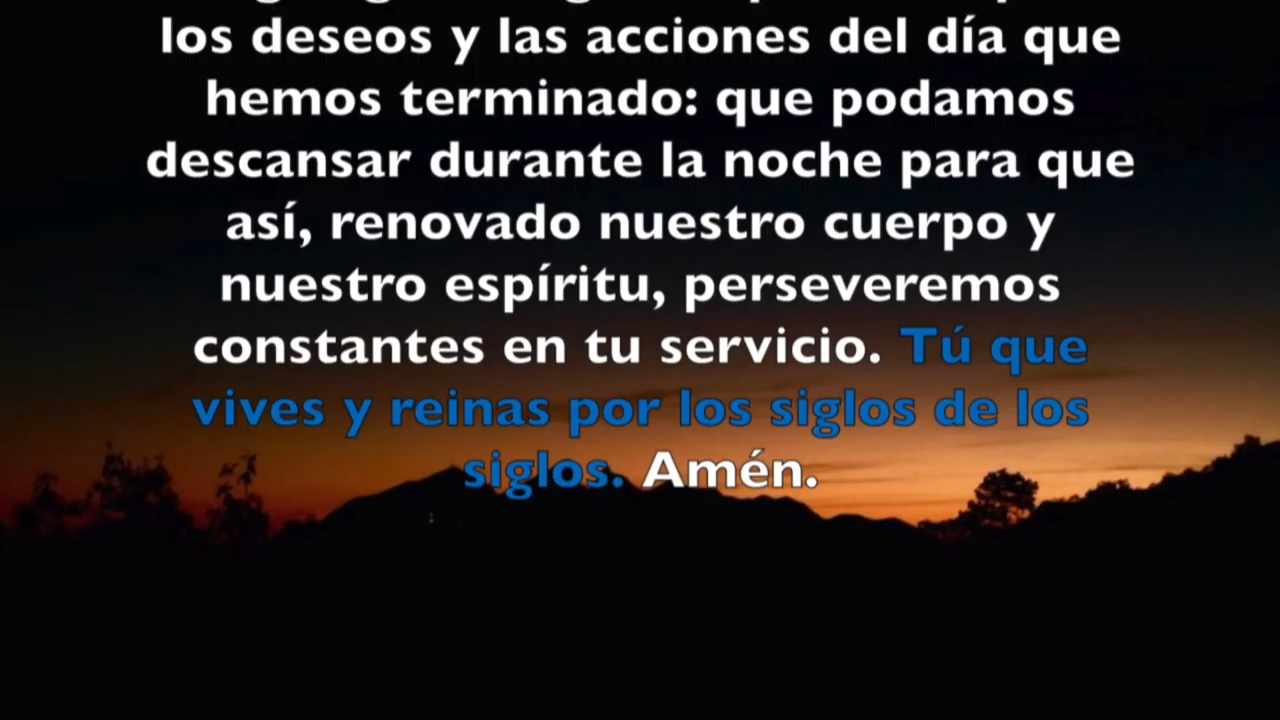 los deseos y las acciones del día que
hemos terminado: que podamos
descansar durante la noche para que
así, renovado nuestro cuerpo y
nuestro espíritu, perseveremos
constantes en tu servicio. Tú que
vives y reinas por los siglos de los
siglos. Amén.